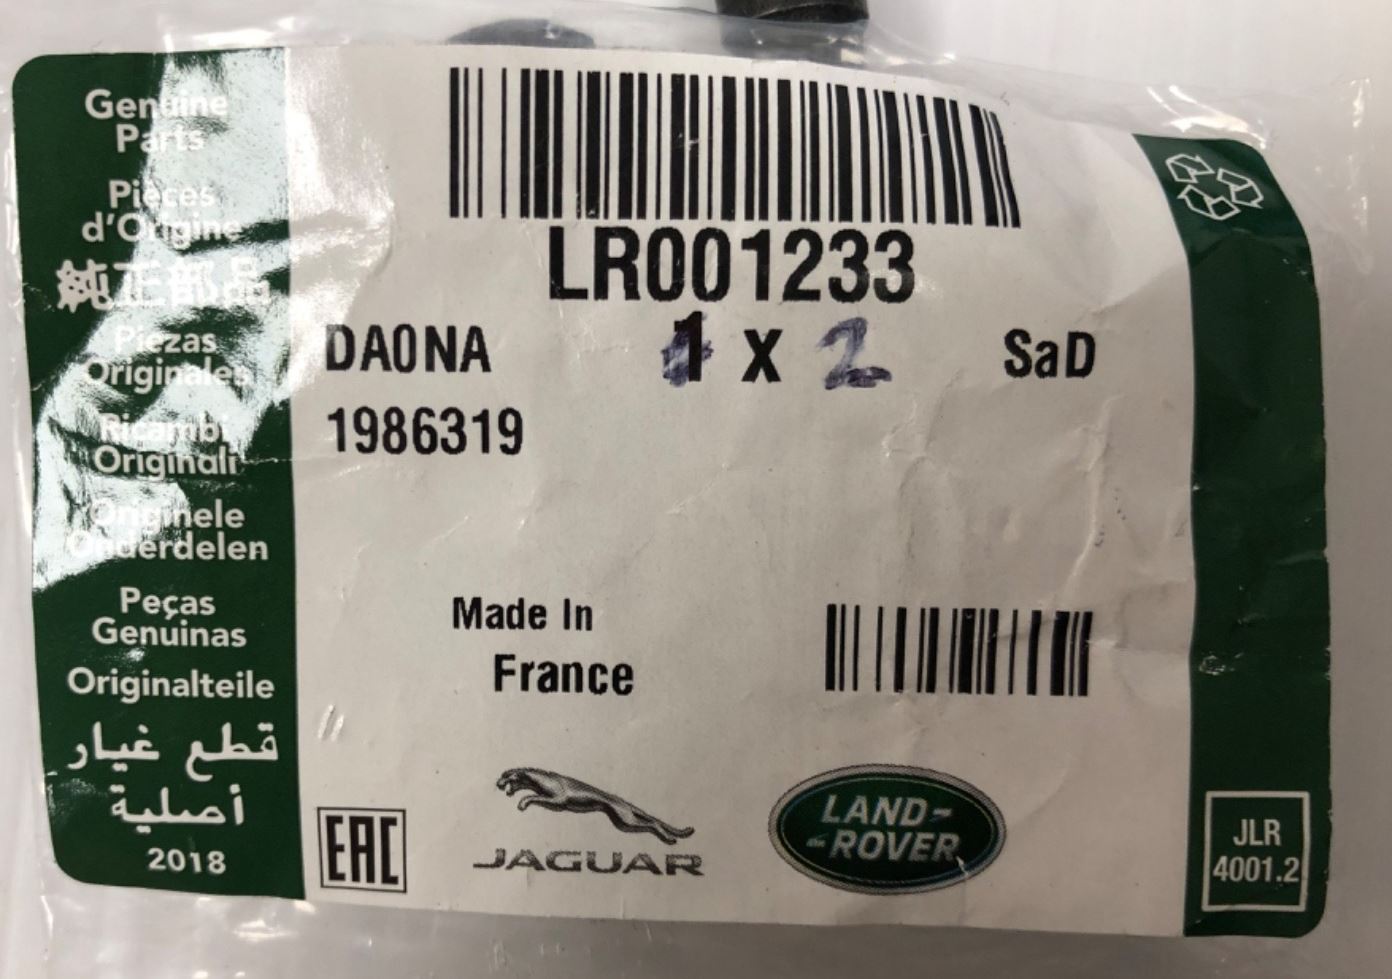 Genuine
Parts
Pièces
d'Origine
純正部品
Piezas
Originales
Ricambi
Originali
Originele
Onderdelen
Peças
Genuinas
Originalteile
قطع غيار
أصلية
2018
LR001233
DA0NA 1 x 2 SaD
1986319
Made In
France
EAC
JAGUAR
LAND-
-ROVER
JLR
4001.2